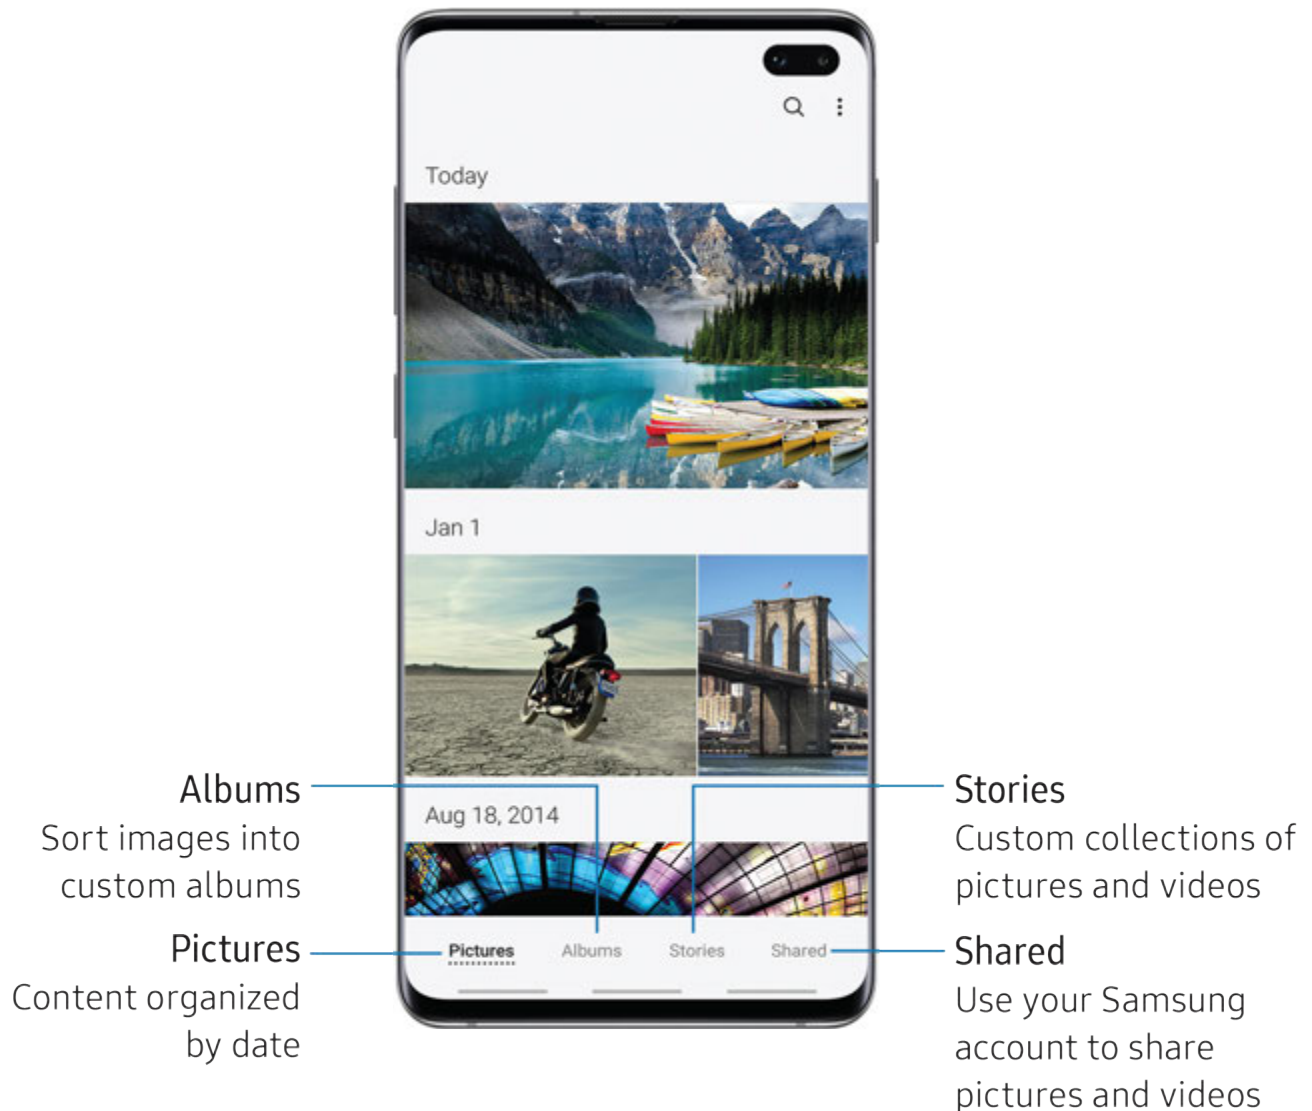 Today
Jan 1
Aug 18, 2014
Pictures Albums Stories Shared
Albums
Sort images into
custom albums
Pictures
Content organized
by date
Stories
Custom collections of
pictures and videos
Shared
Use your Samsung
account to share
pictures and videos